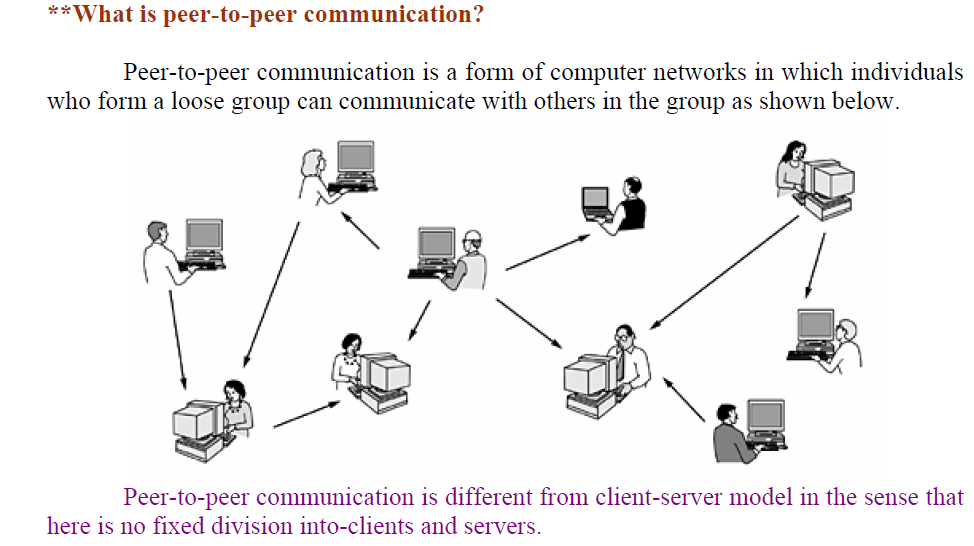 **What is peer-to-peer communication?
Peer-to-peer communication is a form of computer networks in which individuals
who form a loose group can communicate with others in the group as shown below.
Peer-to-peer communication is different from client-server model in the sense that
here is no fixed division into-clients and servers.